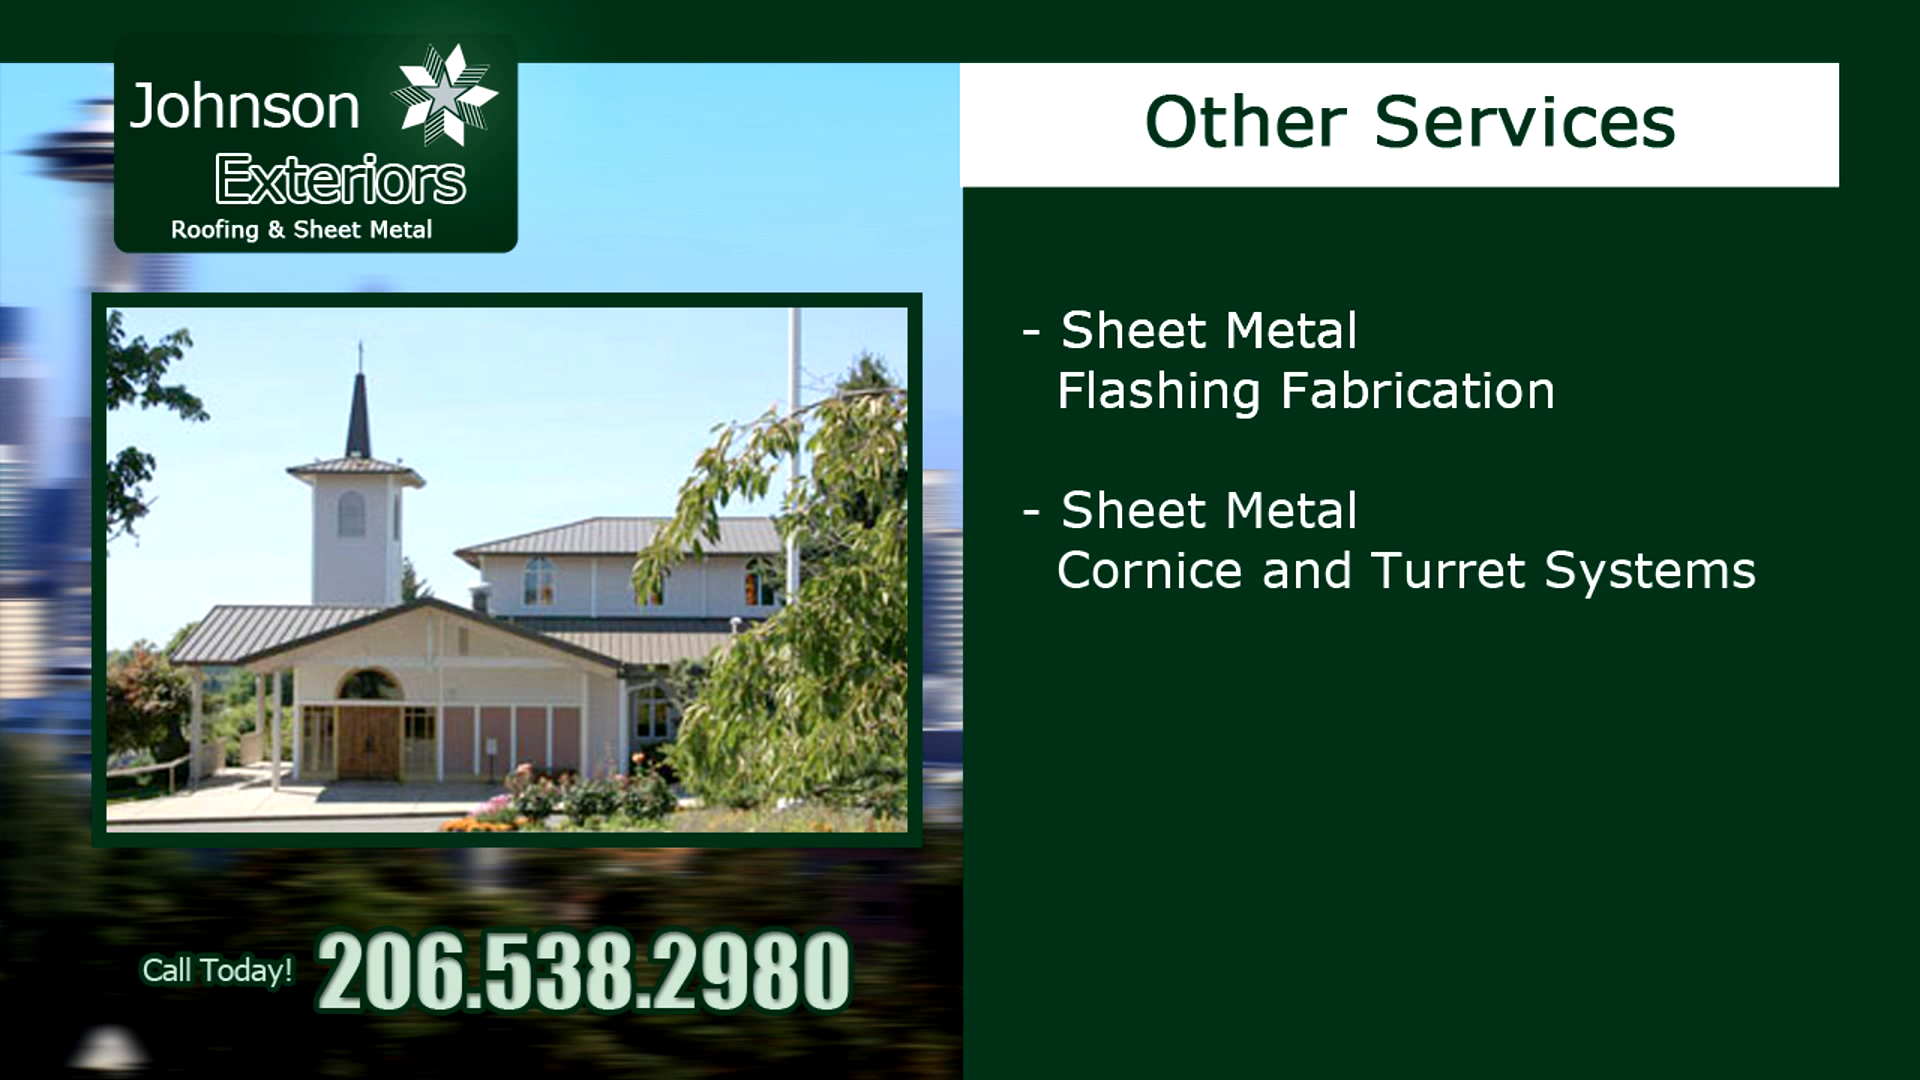 Johnson
Exteriors
Roofing & Sheet Metal
Other Services
- Sheet Metal
Flashing Fabrication
- Sheet Metal
Cornice and Turret Systems
Call Today! 206.538.2980